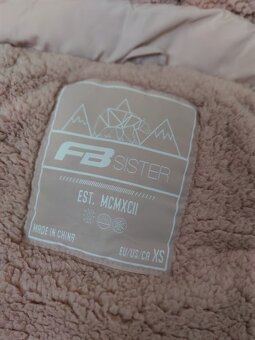 FB SISTER
EST. MCMXCII
MADE IN CHINA
EU/US/CA XS